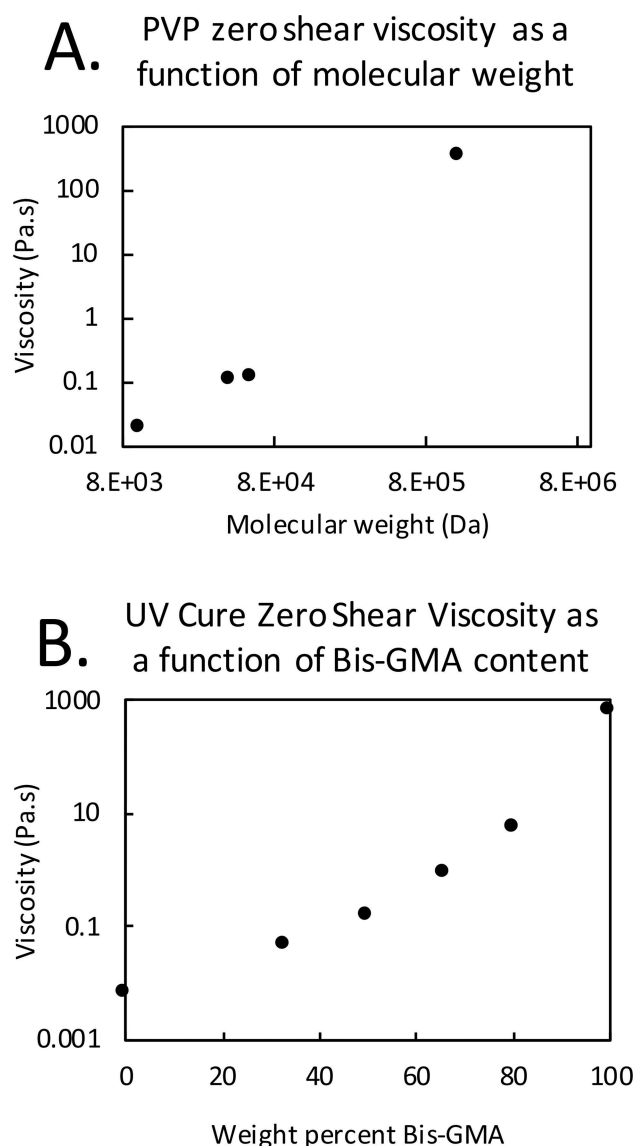 A.
PVP zero shear viscosity as a
function of molecular weight
1000
100
10
1
0.1
0.01
Viscosity (Pa.s)
8.E+03 8.E+04 8.E+05 8.E+06
Molecular weight (Da)
B.
UV Cure Zero Shear Viscosity as
a function of Bis-GMA content
1000
10
0.1
0.001
Viscosity (Pa.s)
0 20 40 60 80 100
Weight percent Bis-GMA